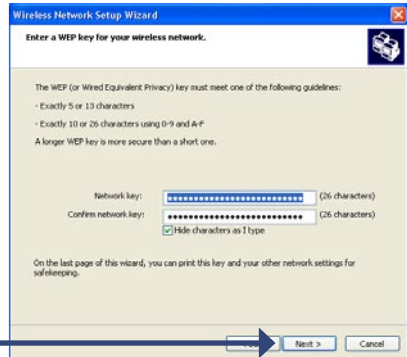 Wireless Network Setup Wizard
Enter a WEP key for your wireless network.
The WEP (or Wired Equivalent Privacy) key must meet one of the following guidelines:
- Exactly 5 or 13 characters
- Exactly 10 or 26 characters using 0-9 and A-F
A longer WEP key is more secure than a short one.
Network key: •••••••••••••••••••••••••• (26 characters)
Confirm network key: •••••••••••••••••••••••••• (26 characters)
Hide characters as I type
On the last page of this wizard, you can print this key and your other network settings for
safekeeping.
Next > Cancel